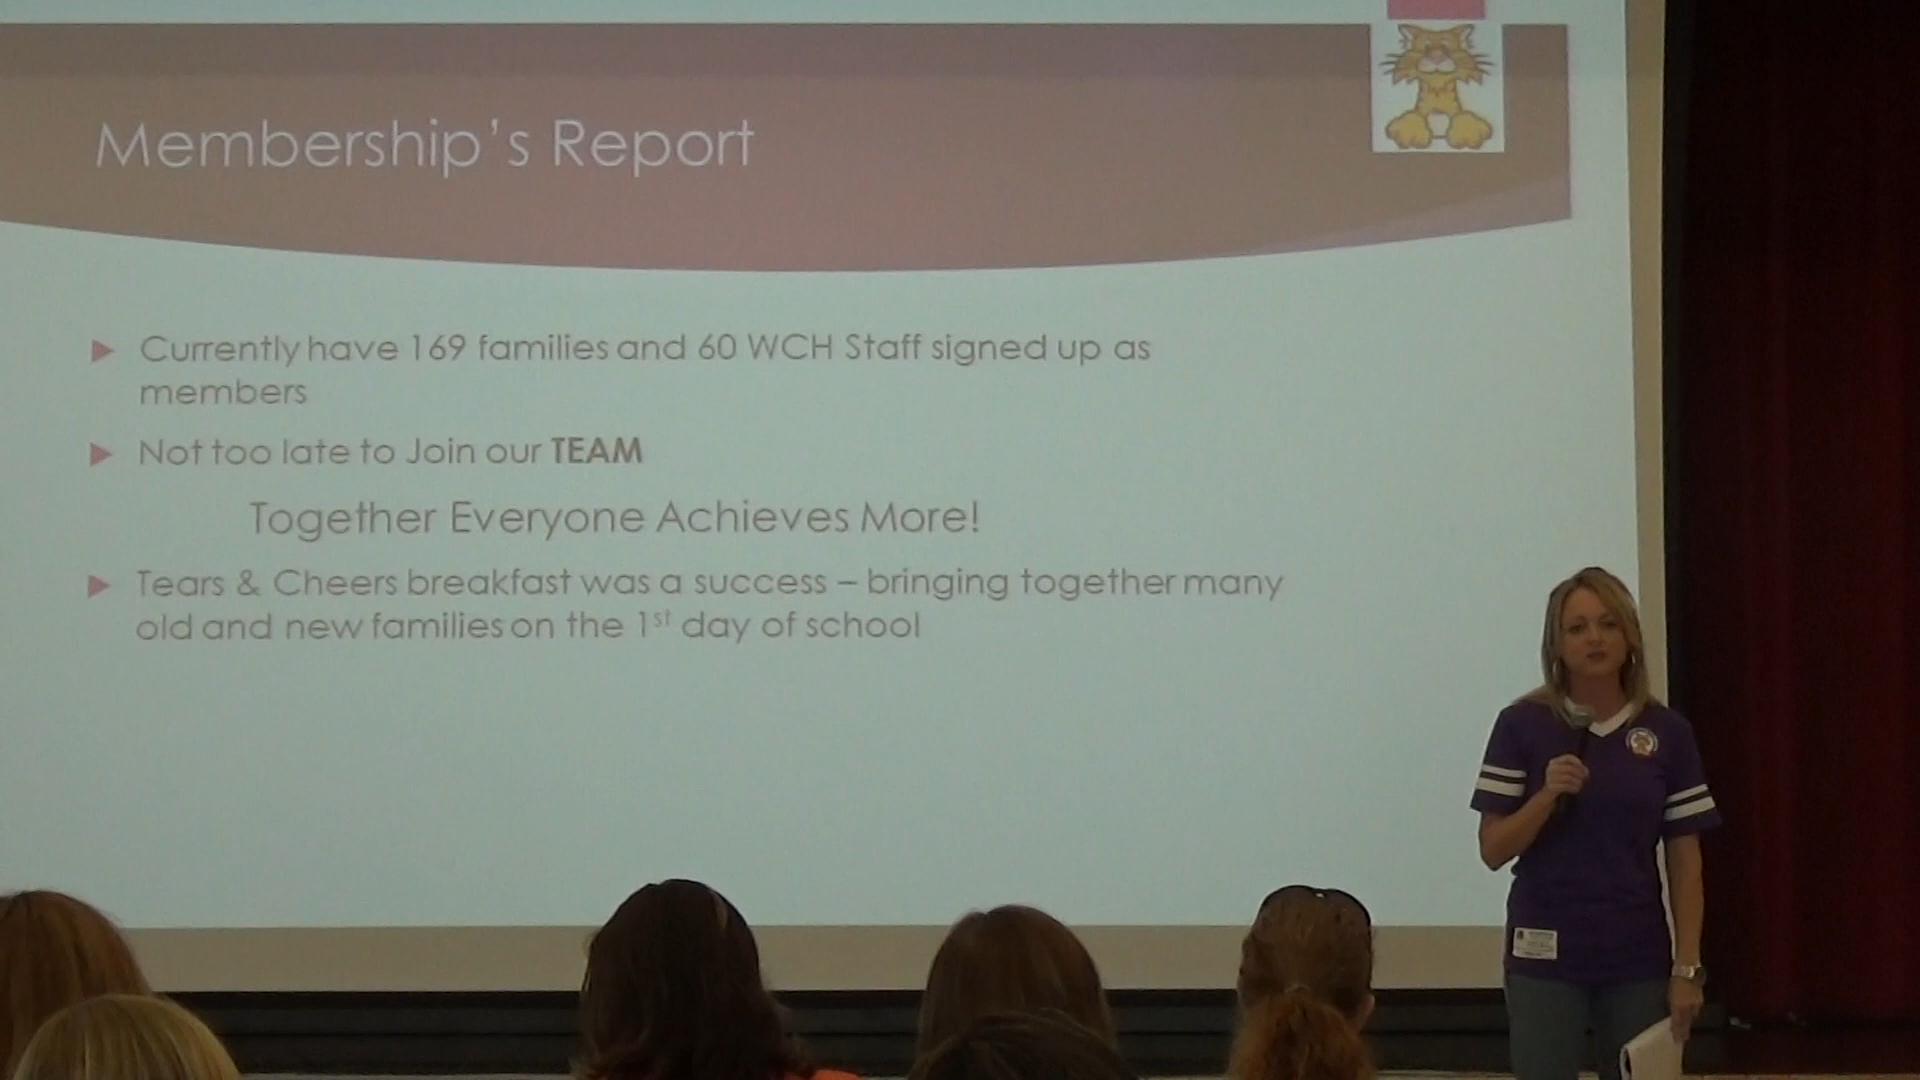 Membership's Report
Currently have 169 families and 60 WCH Staff signed up as
members
Not too late to Join our TEAM
Together Everyone Achieves More!
Tears & Cheers breakfast was a success – bringing together many
old and new families on the 1st day of school